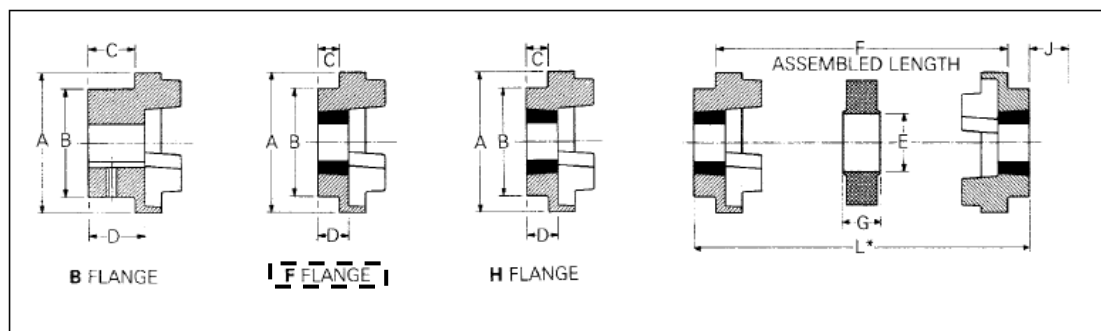 C
A
B
D
B FLANGE
C
A
B
D
F FLANGE
C
A
B
D
H FLANGE
F
J
ASSEMBLED LENGTH
E
G
L*